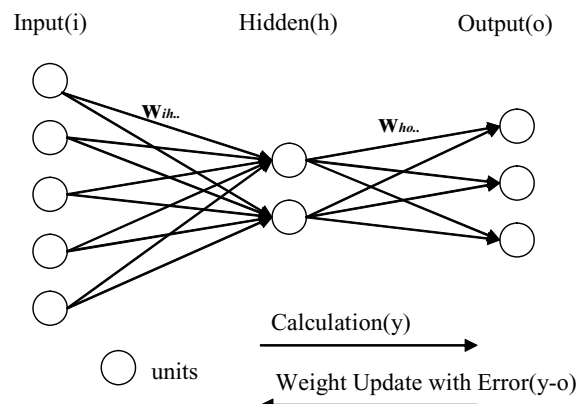 Input(i) Hidden(h) Output(o)
wih..
who..
Calculation(y)
units
Weight Update with Error(y-o)